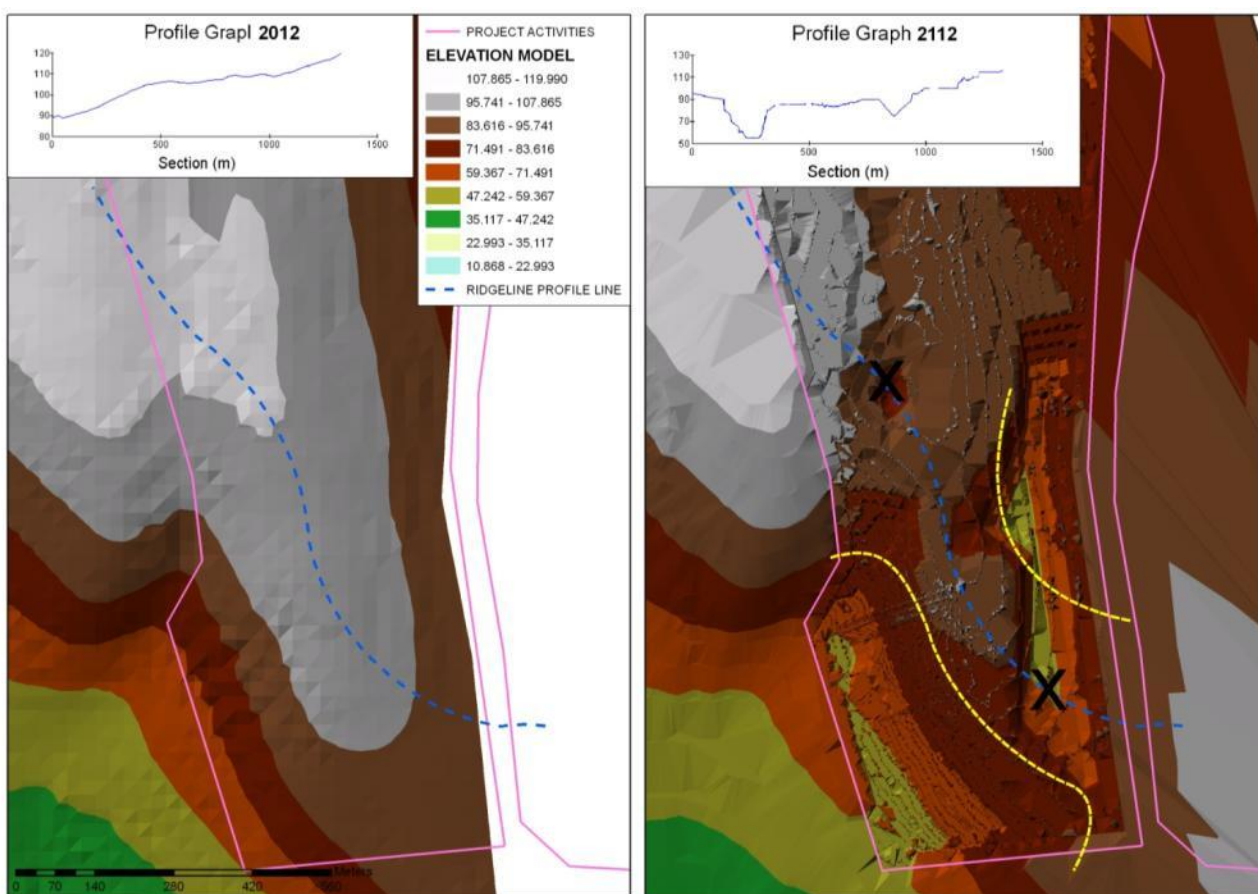 Profile Grapl 2012
120
110
100
90
80
0
500
1000
1500
Section (m)
PROJECT ACTIVITIES
ELEVATION MODEL
107.865 - 119.990
95.741 - 107.865
83.616 - 95.741
71.491 - 83.616
59.367 - 71.491
47.242 - 59.367
35.117 - 47.242
22.993 - 35.117
10.868 - 22.993
RIDGELINE PROFILE LINE
Meters
0 70 140 280 420 560
Profile Graph 2112
130
110
90
70
50
0
500
1000
1500
Section (m)
X
X